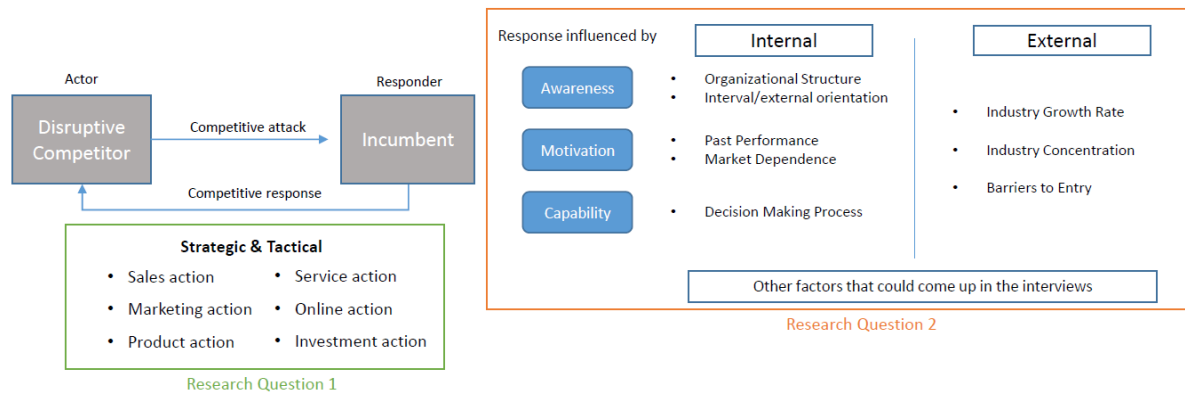 Actor
Responder
Disruptive
Competitor
Competitive attack
Incumbent
Competitive response
Strategic & Tactical
• Sales action
• Marketing action
• Product action
• Service action
• Online action
• Investment action
Research Question 1
Response influenced by
Internal
External
Awareness
• Organizational Structure
• Interval/external orientation
Motivation
• Past Performance
• Market Dependence
Capability
• Decision Making Process
• Industry Growth Rate
• Industry Concentration
• Barriers to Entry
Other factors that could come up in the interviews
Research Question 2